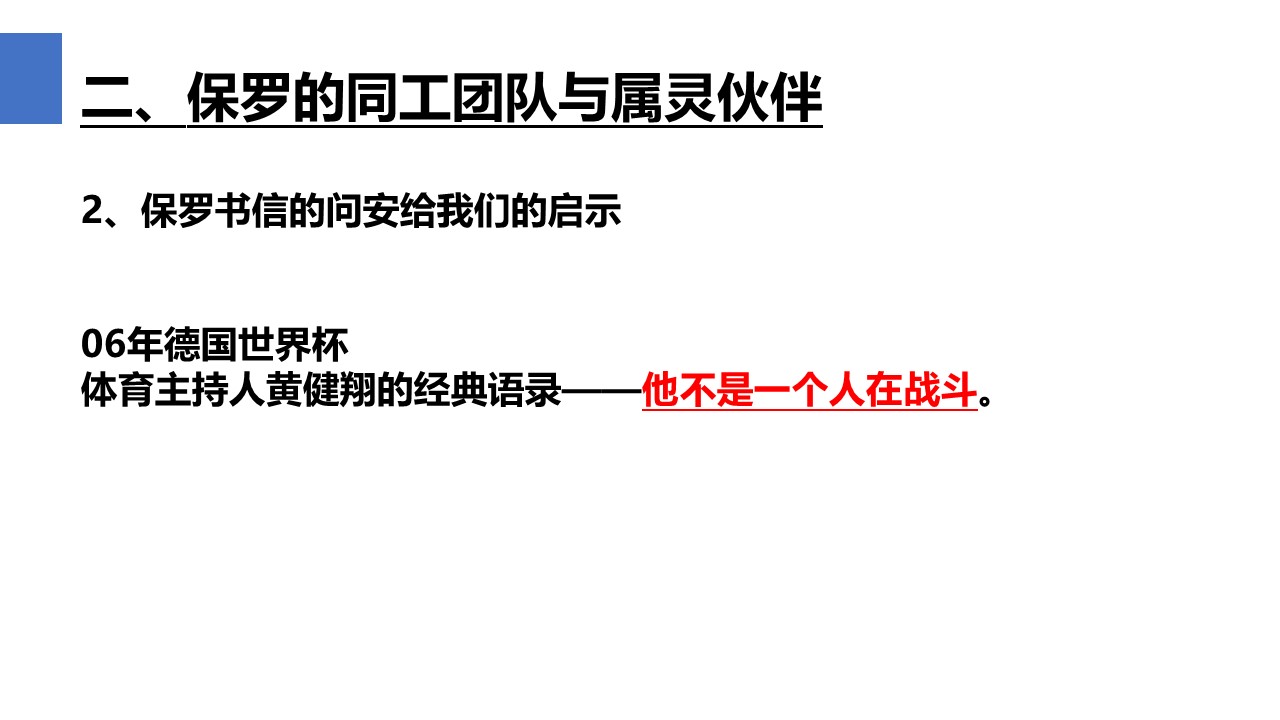 二、保罗的同工团队与属灵伙伴
2、保罗书信的问安给我们的启示
06年德国世界杯
体育主持人黄健翔的经典语录——他不是一个人在战斗。